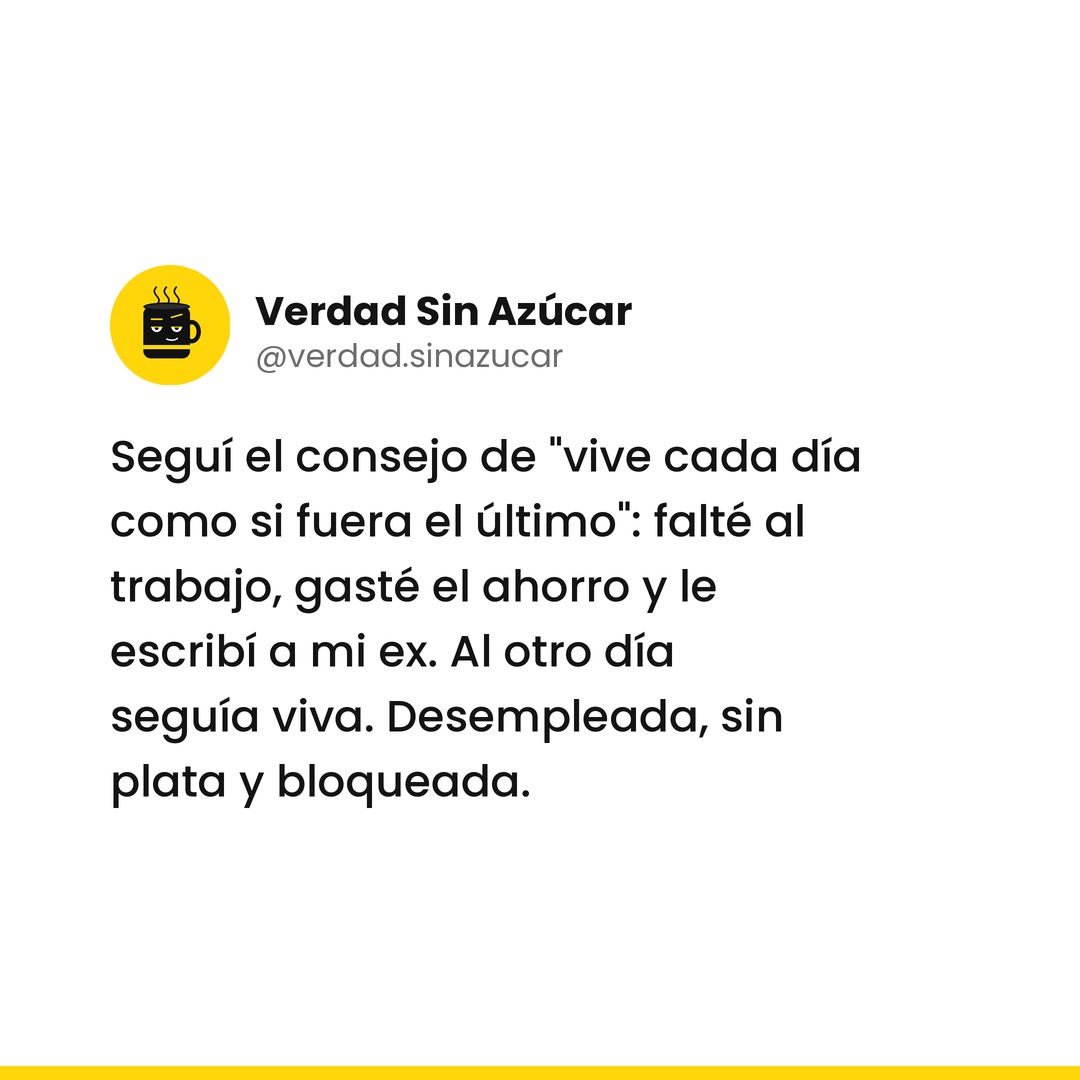 Verdad Sin Azúcar
@verdad.sinazucar
Seguí el consejo de "vive cada día
como si fuera el último": falté al
trabajo, gasté el ahorro y le
escribí a mi ex. Al otro día
seguía viva. Desempleada, sin
plata y bloqueada.